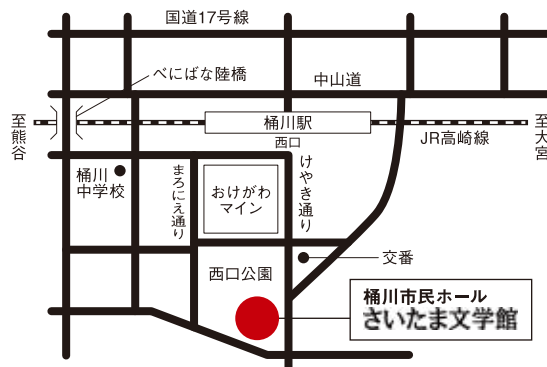 国道17号線
べにばな陸橋
中山道
至熊谷
桶川駅
至大宮
西口
JR高崎線
桶川
中学校
まろにえ通り
おけがわ
マイン
けやき通り
交番
西口公園
桶川市民ホール
さいたま文学館